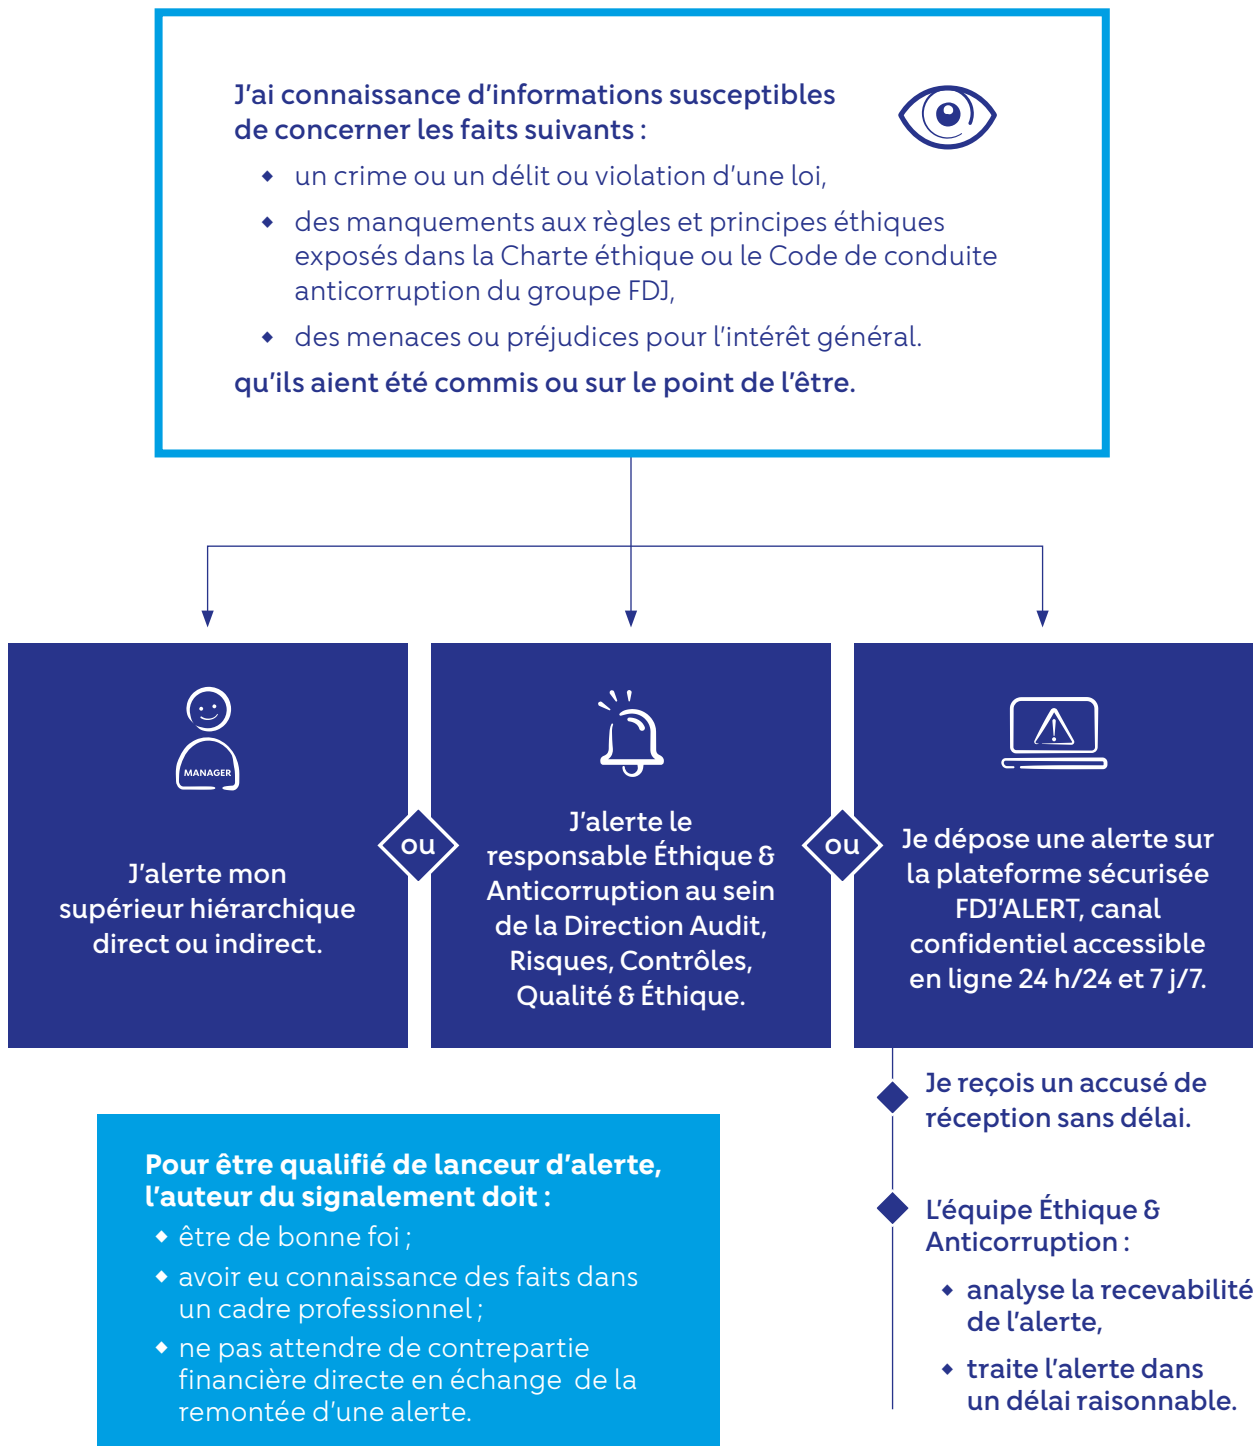 J'ai connaissance d'informations susceptibles
de concerner les faits suivants :
◆ un crime ou un délit ou violation d'une loi,
◆ des manquements aux règles et principes éthiques
exposés dans la Charte éthique ou le Code de conduite
anticorruption du groupe FDJ,
◆ des menaces ou préjudices pour l'intérêt général.
qu'ils aient été commis ou sur le point de l'être.
MANAGER
J'alerte mon
supérieur hiérarchique
direct ou indirect.
ou
J'alerte le
responsable Éthique &
Anticorruption au sein
de la Direction Audit,
Risques, Contrôles,
Qualité & Éthique.
ou
Je dépose une alerte sur
la plateforme sécurisée
FDJ'ALERT, canal
confidentiel accessible
en ligne 24 h/24 et 7 j/7.
Je reçois un accusé de
réception sans délai.
L'équipe Éthique &
Anticorruption :
◆ analyse la recevabilité
de l'alerte,
◆ traite l'alerte dans
un délai raisonnable.
Pour être qualifié de lanceur d'alerte,
l'auteur du signalement doit :
◆ être de bonne foi ;
◆ avoir eu connaissance des faits dans
un cadre professionnel ;
◆ ne pas attendre de contrepartie
financière directe en échange de la
remontée d'une alerte.